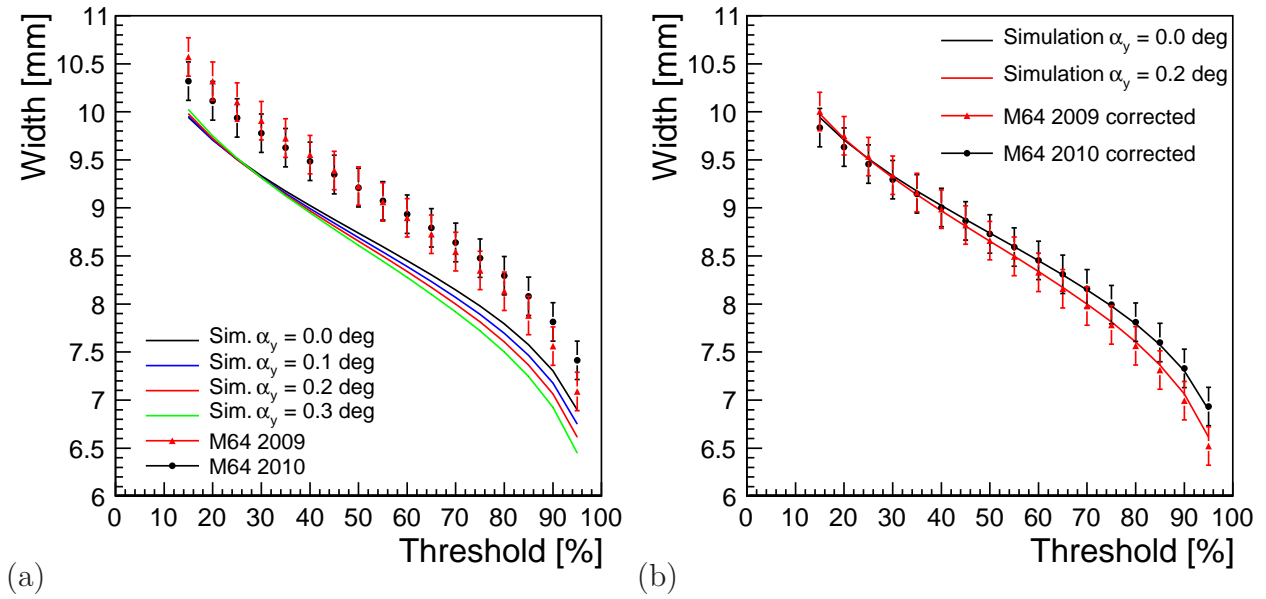 Width [mm]
11
10.5
10
9.5
9
8.5
8
7.5
7
6.5
6
Sim. α_y = 0.0 deg
Sim. α_y = 0.1 deg
Sim. α_y = 0.2 deg
Sim. α_y = 0.3 deg
M64 2009
M64 2010
0 10 20 30 40 50 60 70 80 90 100
Threshold [%]
(a)
Width [mm]
11
10.5
10
9.5
9
8.5
8
7.5
7
6.5
6
Simulation α_y = 0.0 deg
Simulation α_y = 0.2 deg
M64 2009 corrected
M64 2010 corrected
0 10 20 30 40 50 60 70 80 90 100
Threshold [%]
(b)